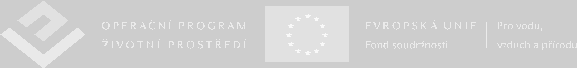 OPERAČNÍ PROGRAM
ŽIVOTNÍ PROSTŘEDÍ
EVROPSKÁ UNIE
Fond soudržnosti
Pro vodu,
vzduch a přírodu